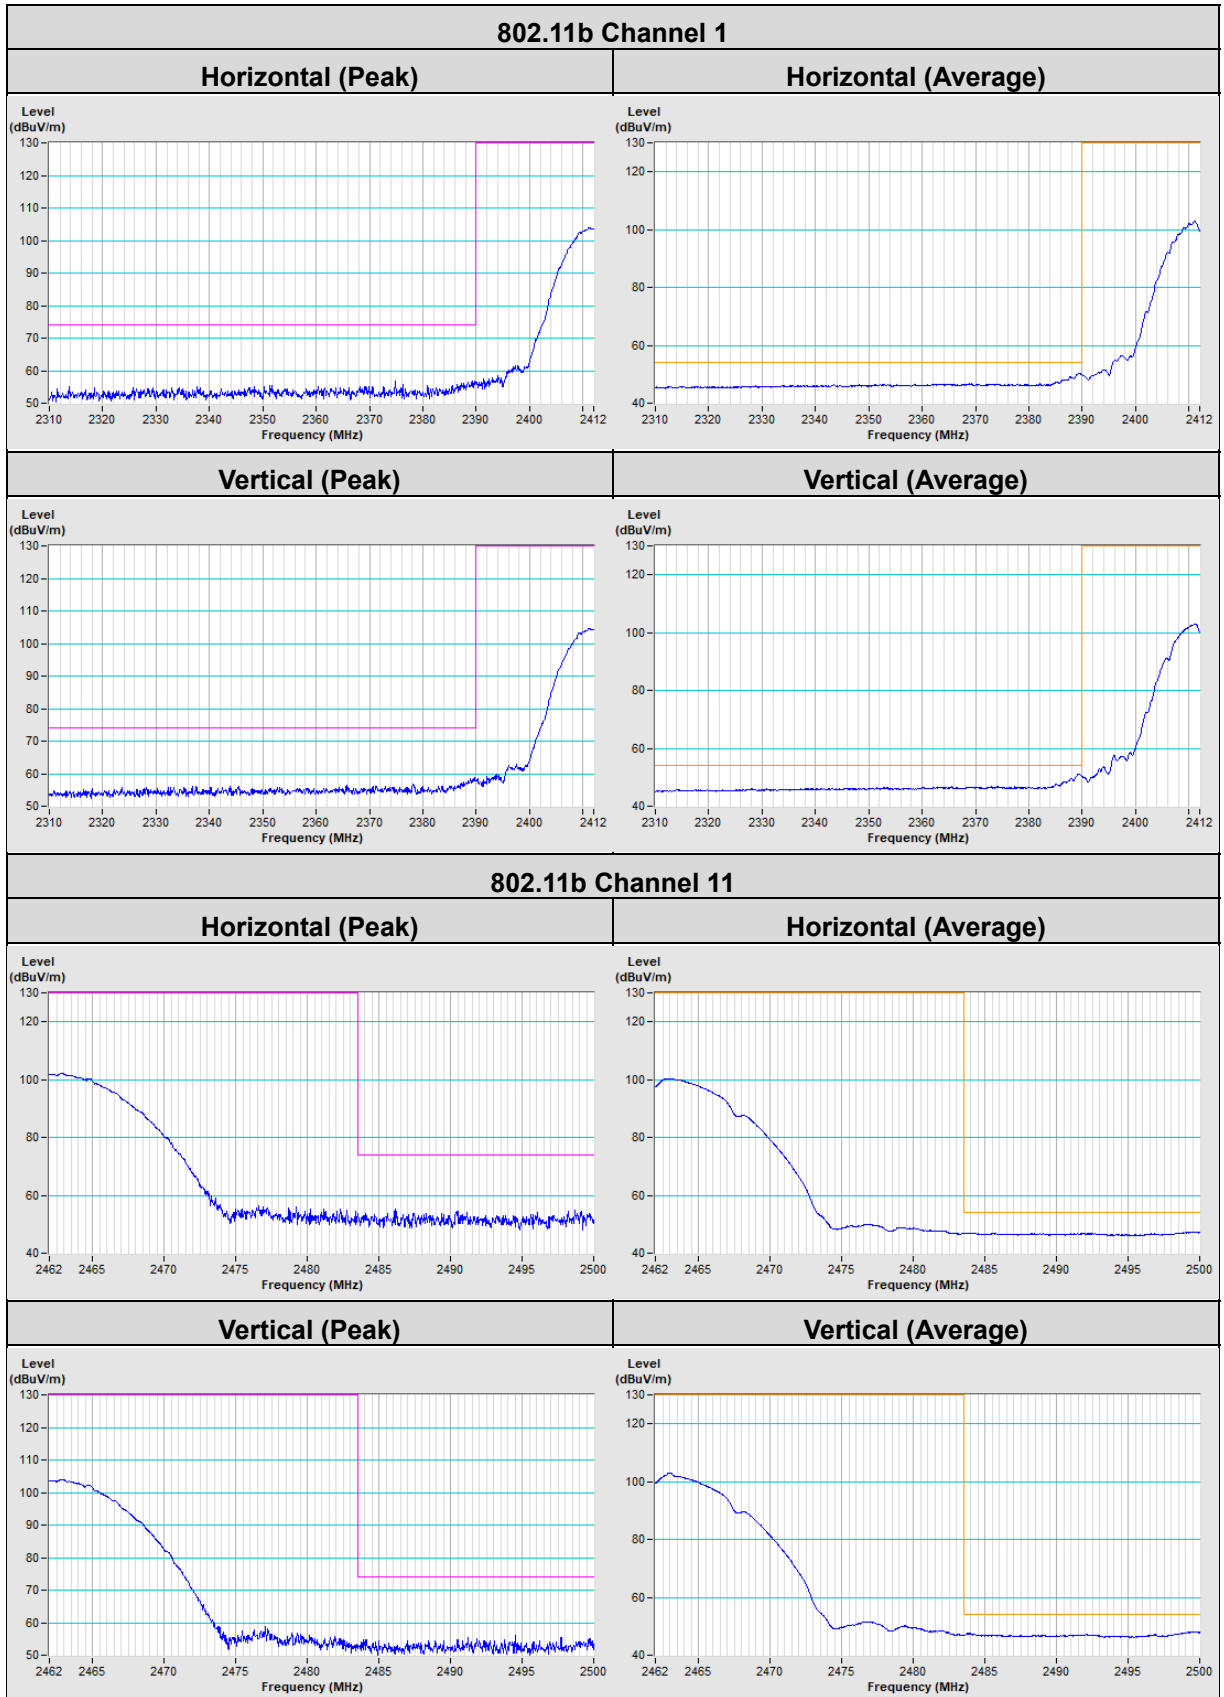 802.11b Channel 1
Horizontal (Peak)
Horizontal (Average)
Level
(dBuV/m)
130
120
110
100
90
80
70
60
50
2310 2320 2330 2340 2350 2360 2370 2380 2390 2400 2412
Frequency (MHz)
Level
(dBuV/m)
130
120
100
80
60
40
2310 2320 2330 2340 2350 2360 2370 2380 2390 2400 2412
Frequency (MHz)
Vertical (Peak)
Vertical (Average)
Level
(dBuV/m)
130
120
110
100
90
80
70
60
50
2310 2320 2330 2340 2350 2360 2370 2380 2390 2400 2412
Frequency (MHz)
Level
(dBuV/m)
130
120
100
80
60
40
2310 2320 2330 2340 2350 2360 2370 2380 2390 2400 2412
Frequency (MHz)
802.11b Channel 11
Horizontal (Peak)
Horizontal (Average)
Level
(dBuV/m)
130
120
100
80
60
40
2462 2465 2470 2475 2480 2485 2490 2495 2500
Frequency (MHz)
Level
(dBuV/m)
130
120
100
80
60
40
2462 2465 2470 2475 2480 2485 2490 2495 2500
Frequency (MHz)
Vertical (Peak)
Vertical (Average)
Level
(dBuV/m)
130
120
110
100
90
80
70
60
50
2462 2465 2470 2475 2480 2485 2490 2495 2500
Frequency (MHz)
Level
(dBuV/m)
130
120
100
80
60
40
2462 2465 2470 2475 2480 2485 2490 2495 2500
Frequency (MHz)